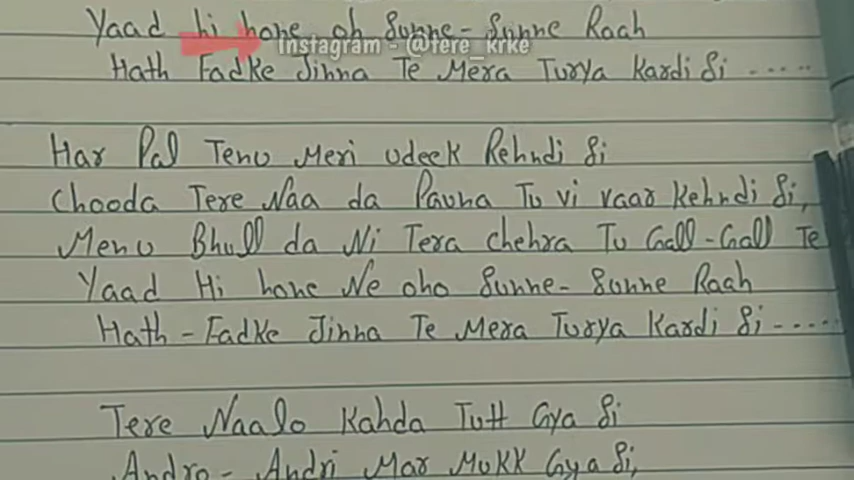 Yaad hi hone oh Sunne - Sunne Raah
Instagram - @tere_krke
Hath Fadke Jinna Te Mera Turya Kardi Si .....
Har Pal Tenu Meri Udeek Rehndi Si
Chooda Tere Naa da Pauna Tu vi vaar Kehndi Si,
Menu Bhull da Ni Tera Chehra Tu Gall-Gall Te
Yaad Hi hone Ne oho Sunne - Sunne Raah
Hath - Fadke Jinna Te Mera Turya Kardi Si -....
Tere Naalo Kahda Tutt Gya Si
Andro - Andri Mar Mukk Gya Si,